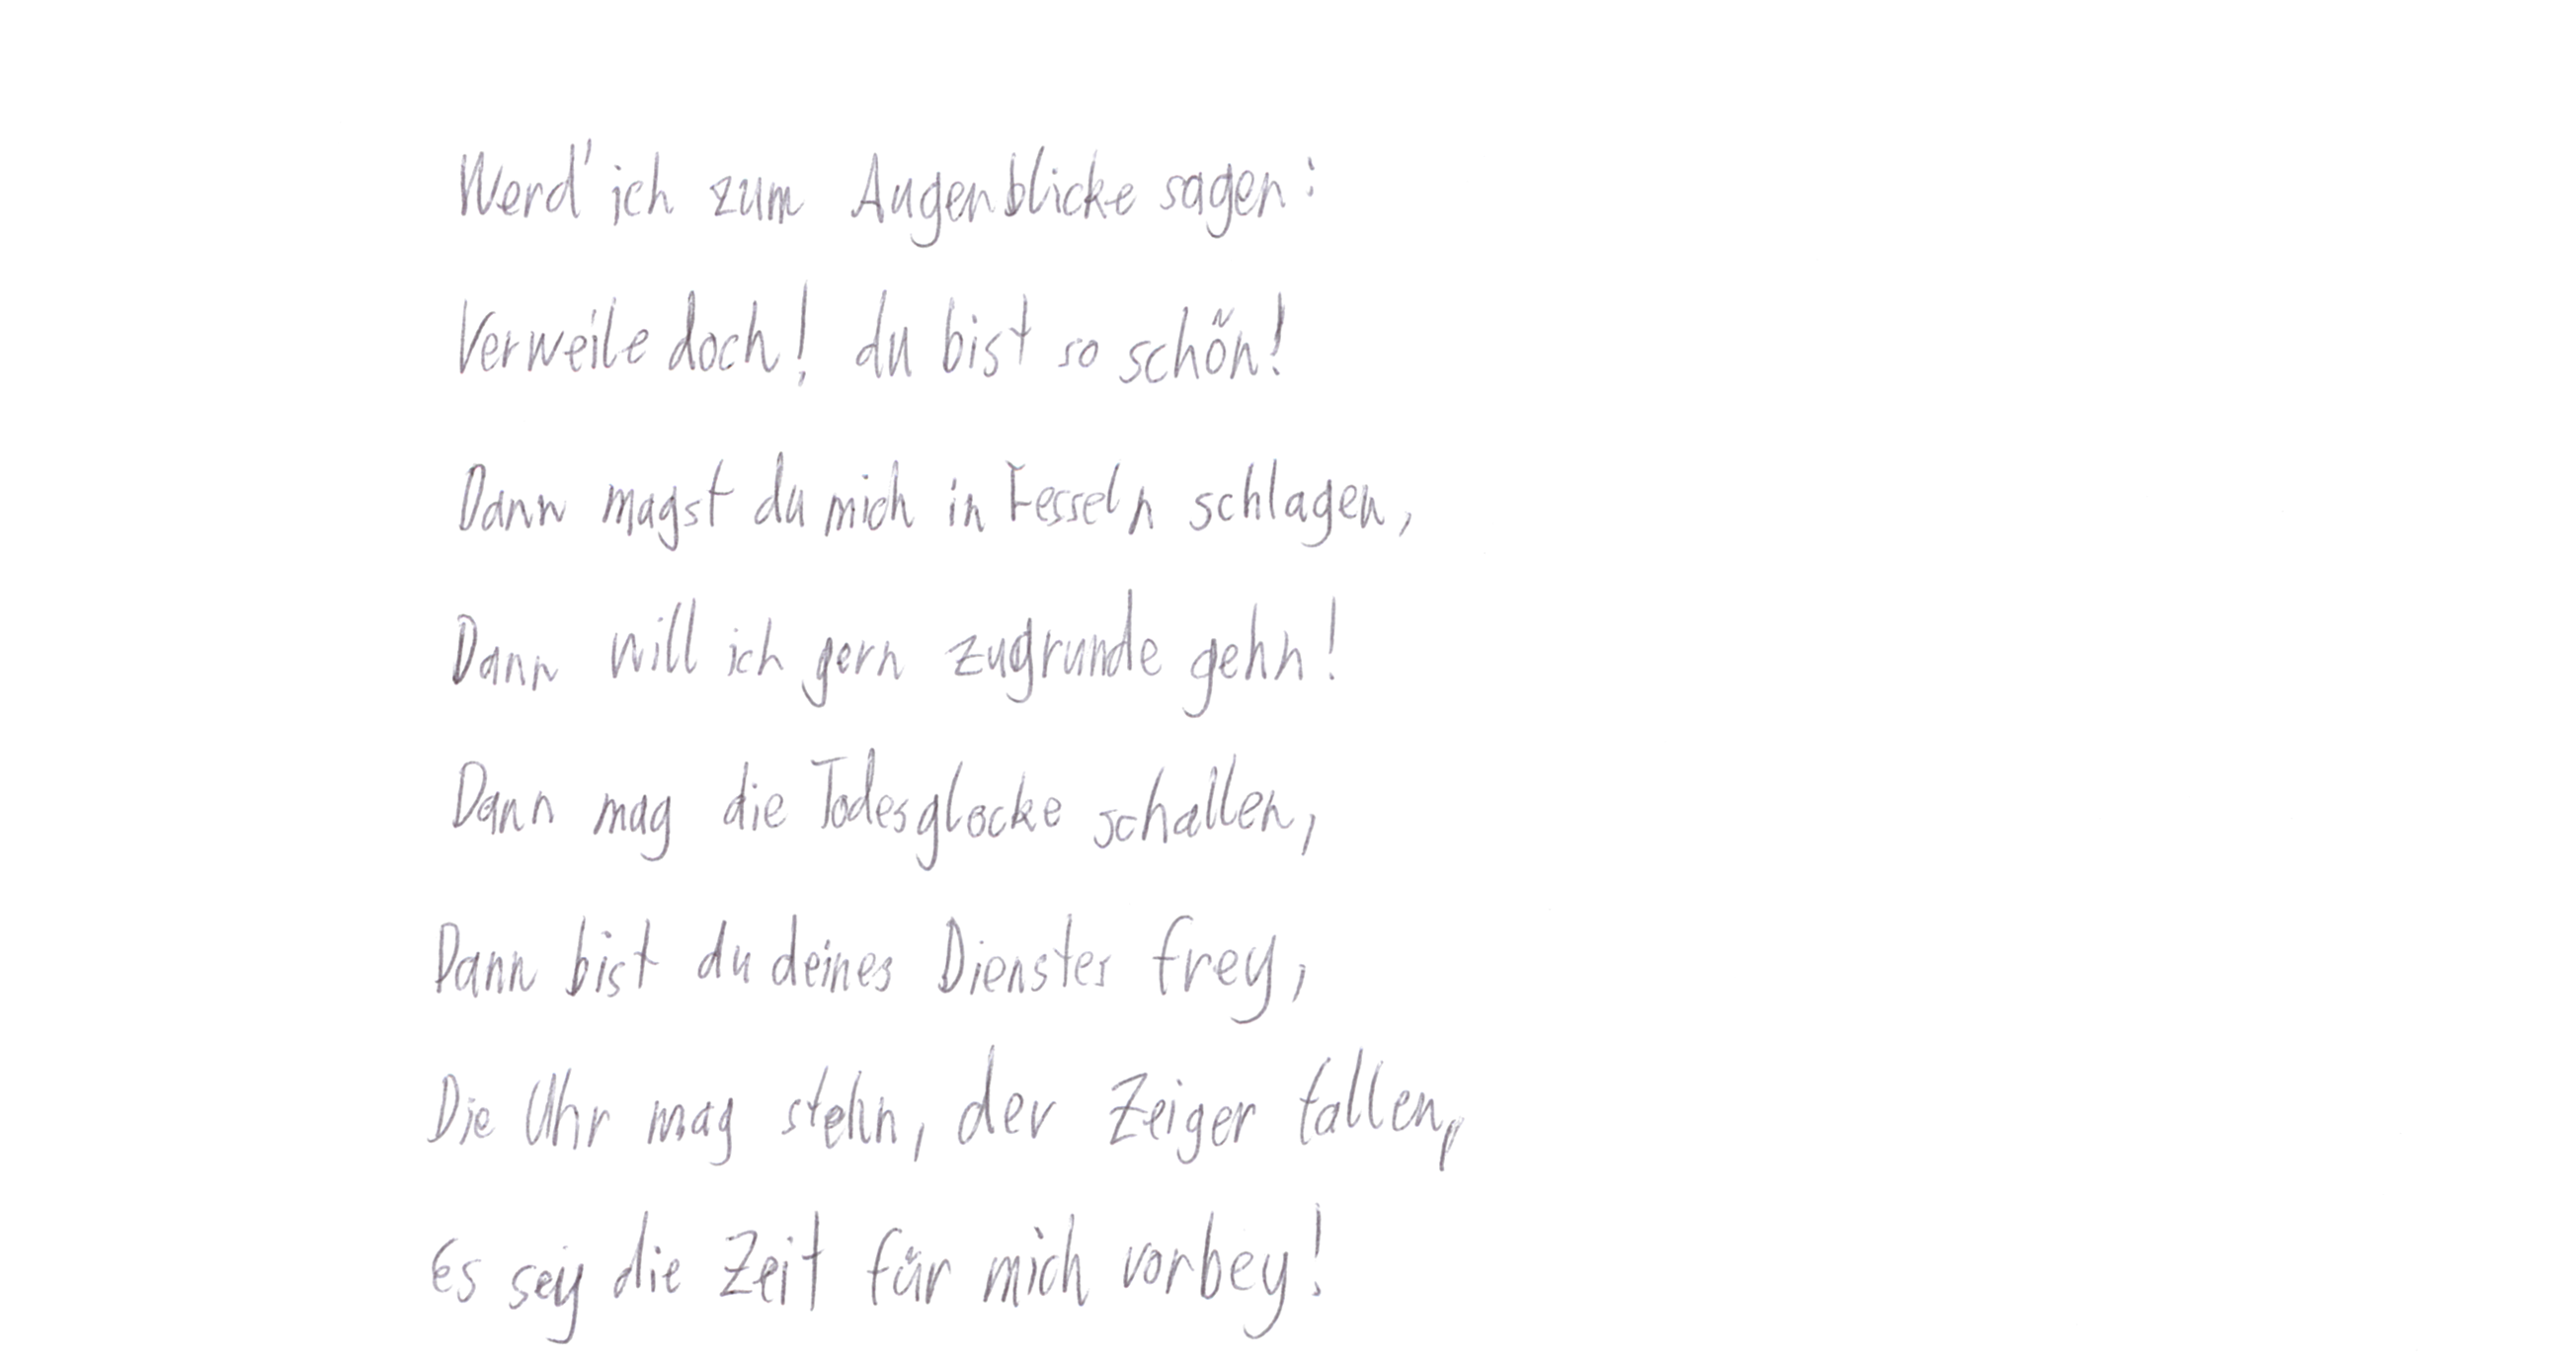 Werd' ich zum Augenblicke sagen:
Verweile doch! du bist so schön!
Dann magst du mich in Fesseln schlagen,
Dann will ich gern zugrunde gehn!
Dann mag die Todesglocke schallen,
Dann bist du deines Dienstes frey,
Die Uhr mag stehn, der Zeiger fallen,
Es sey die Zeit für mich vorbey!